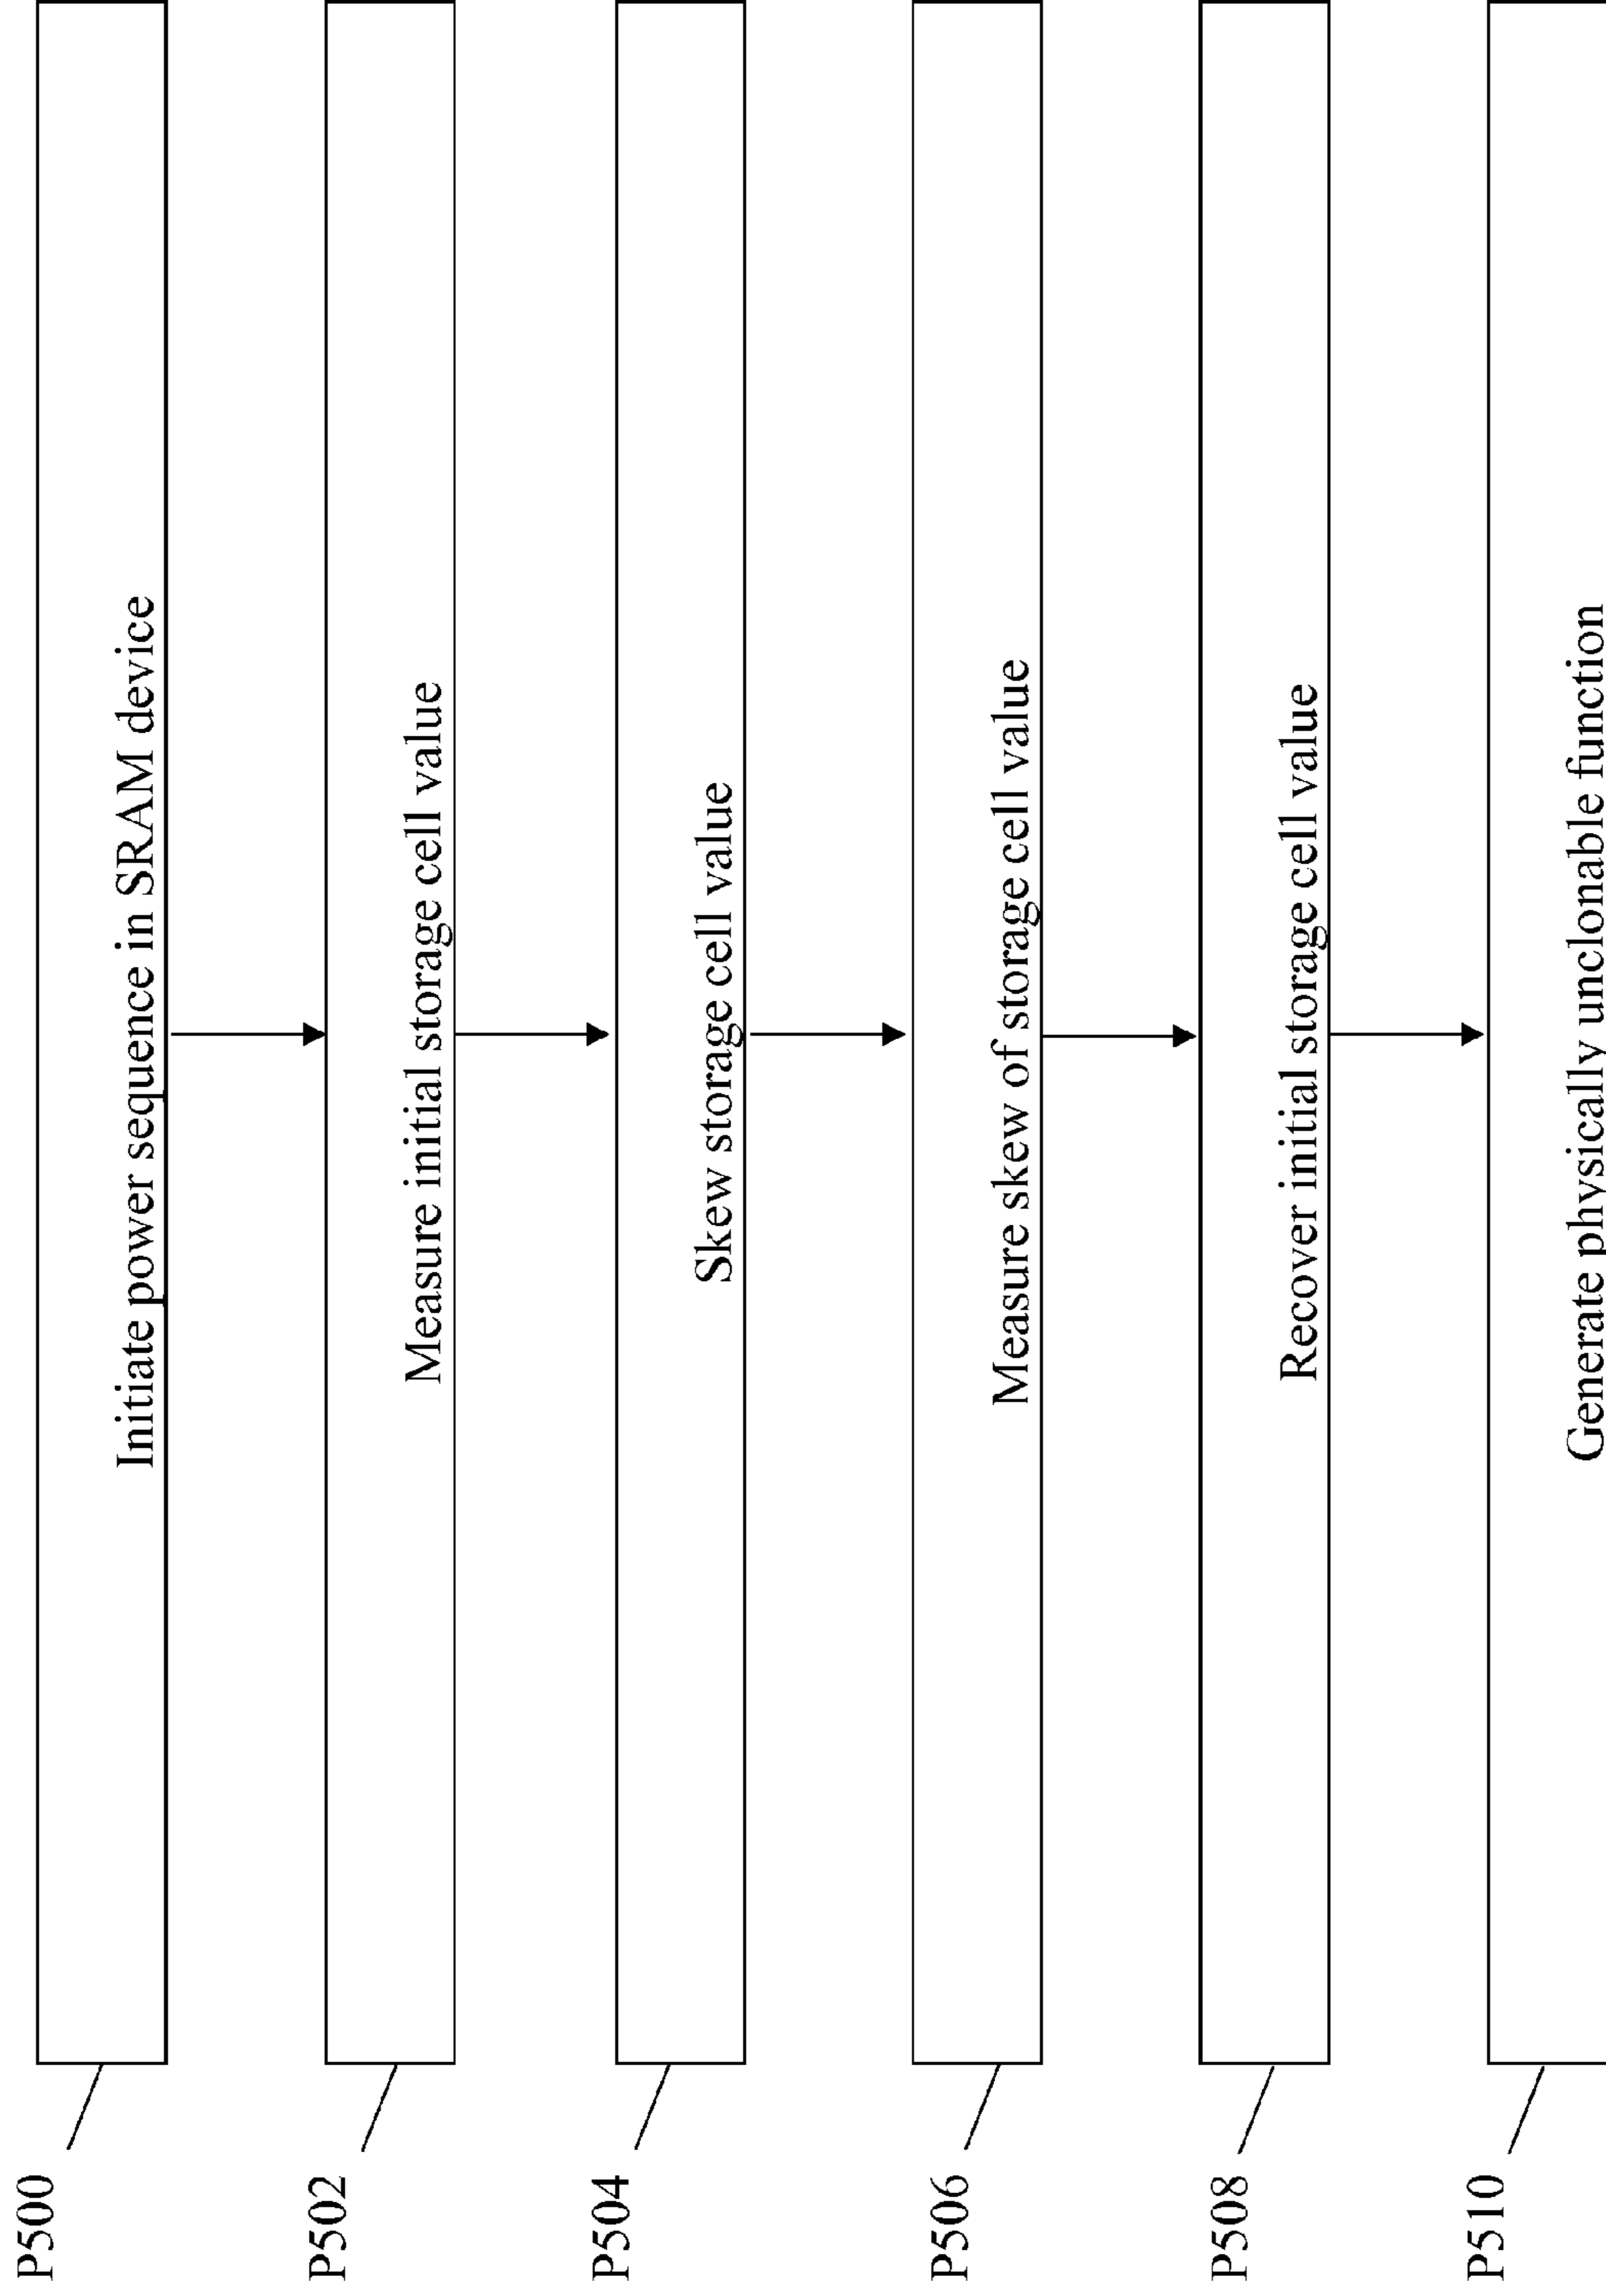 P500
Initiate power sequence in SRAM device
P502
Measure initial storage cell value
P504
Skew storage cell value
P506
Measure skew of storage cell value
P508
Recover initial storage cell value
P510
Generate physically unclonable function